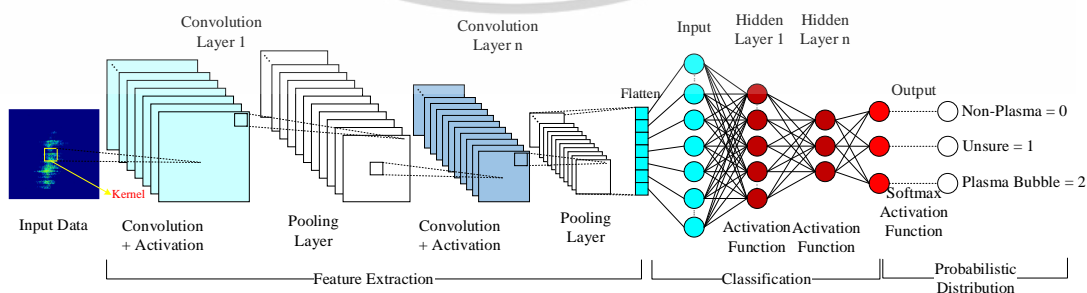 Convolution
Layer 1
Convolution
Layer n
Input
Hidden
Layer 1
Hidden
Layer n
Flatten
Output
Non-Plasma = 0
Unsure = 1
Plasma Bubble = 2
Kernel
Input Data
Convolution
+ Activation
Pooling
Layer
Convolution
+ Activation
Pooling
Layer
Activation
Function
Activation
Function
Softmax
Activation
Function
Feature Extraction
Classification
Probabilistic
Distribution